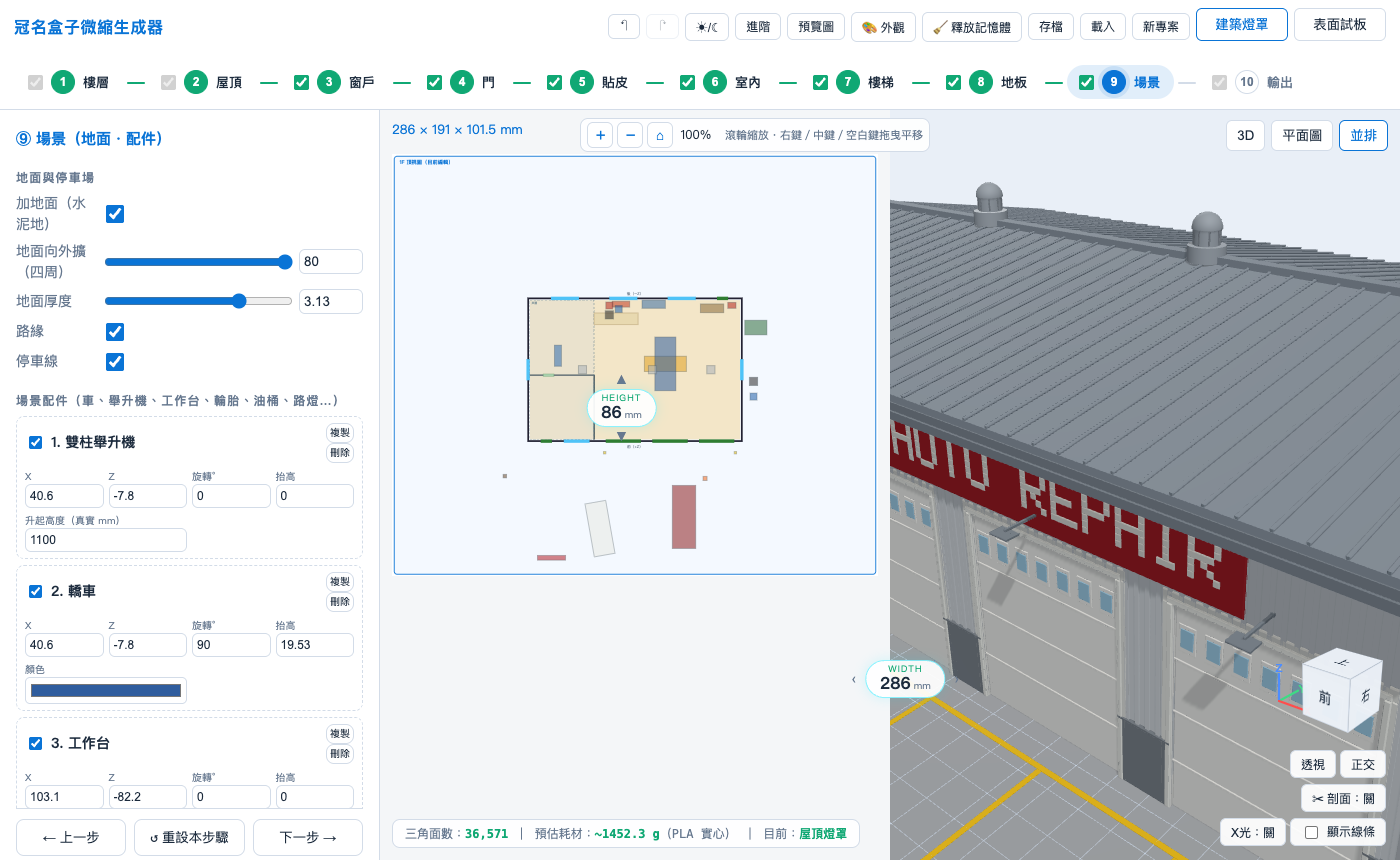 冠名盒子微縮生成器
↰
↱
☀/☾
進階
預覽圖
🎨 外觀
🧹 釋放記憶體
存檔
載入
新專案
建築燈罩
表面試板
1 樓層
2 屋頂
3 窗戶
4 門
5 貼皮
6 室內
7 樓梯
8 地板
9 場景
10 輸出
⑨ 場景（地面‧配件）
地面與停車場
加地面（水泥地）
地面向外擴（四周） 80
地面厚度 3.13
路緣
停車線
場景配件（車、舉升機、工作台、輪胎、油桶、路燈…）
1. 雙柱舉升機
複製
刪除
X Z 旋轉° 抬高
40.6 -7.8 0 0
升起高度（真實 mm）
1100
2. 轎車
複製
刪除
X Z 旋轉° 抬高
40.6 -7.8 90 19.53
顏色
3. 工作台
複製
刪除
X Z 旋轉° 抬高
103.1 -82.2 0 0
← 上一步
↺ 重設本步驟
下一步 →
286 × 191 × 101.5 mm
+
−
⌂
100%
滾輪縮放‧右鍵 / 中鍵 / 空白鍵拖曳平移
3D
平面圖
並排
1F 頂視圖（目前編輯）
HEIGHT
86 mm
WIDTH
286 mm
‹
AUTO REPAIR
Z
上
前
右
透視
正交
✂ 剖面：關
X光：關
顯示線條
三角面數：36,571 | 預估耗材：~1452.3 g (PLA 實心) | 目前：屋頂燈罩